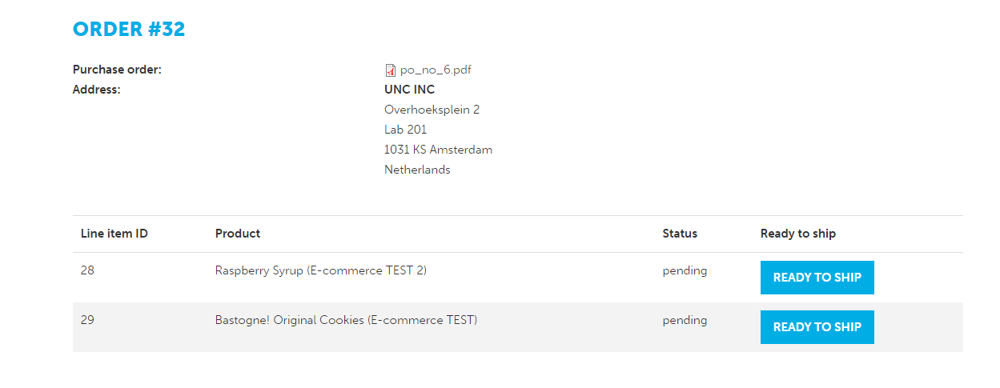 ORDER #32
Purchase order: po_no_6.pdf
Address: UNC INC
Overhoeksplein 2
Lab 201
1031 KS Amsterdam
Netherlands
Line item ID Product Status Ready to ship
28 Raspberry Syrup (E-commerce TEST 2) pending READY TO SHIP
29 Bastogne! Original Cookies (E-commerce TEST) pending READY TO SHIP